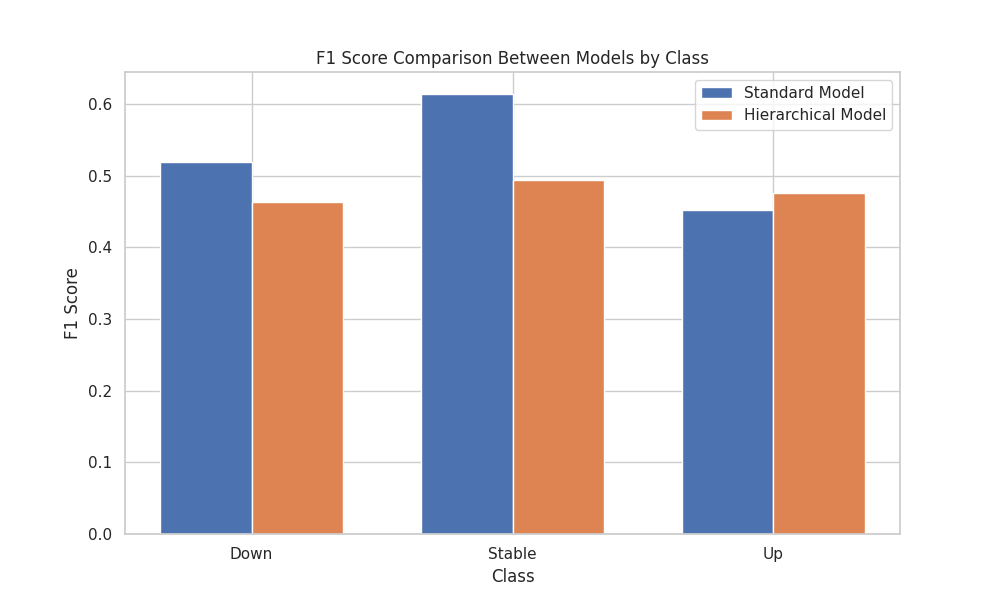 F1 Score Comparison Between Models by Class
Standard Model
Hierarchical Model
F1 Score
0.6
0.5
0.4
0.3
0.2
0.1
0.0
Down
Stable
Up
Class